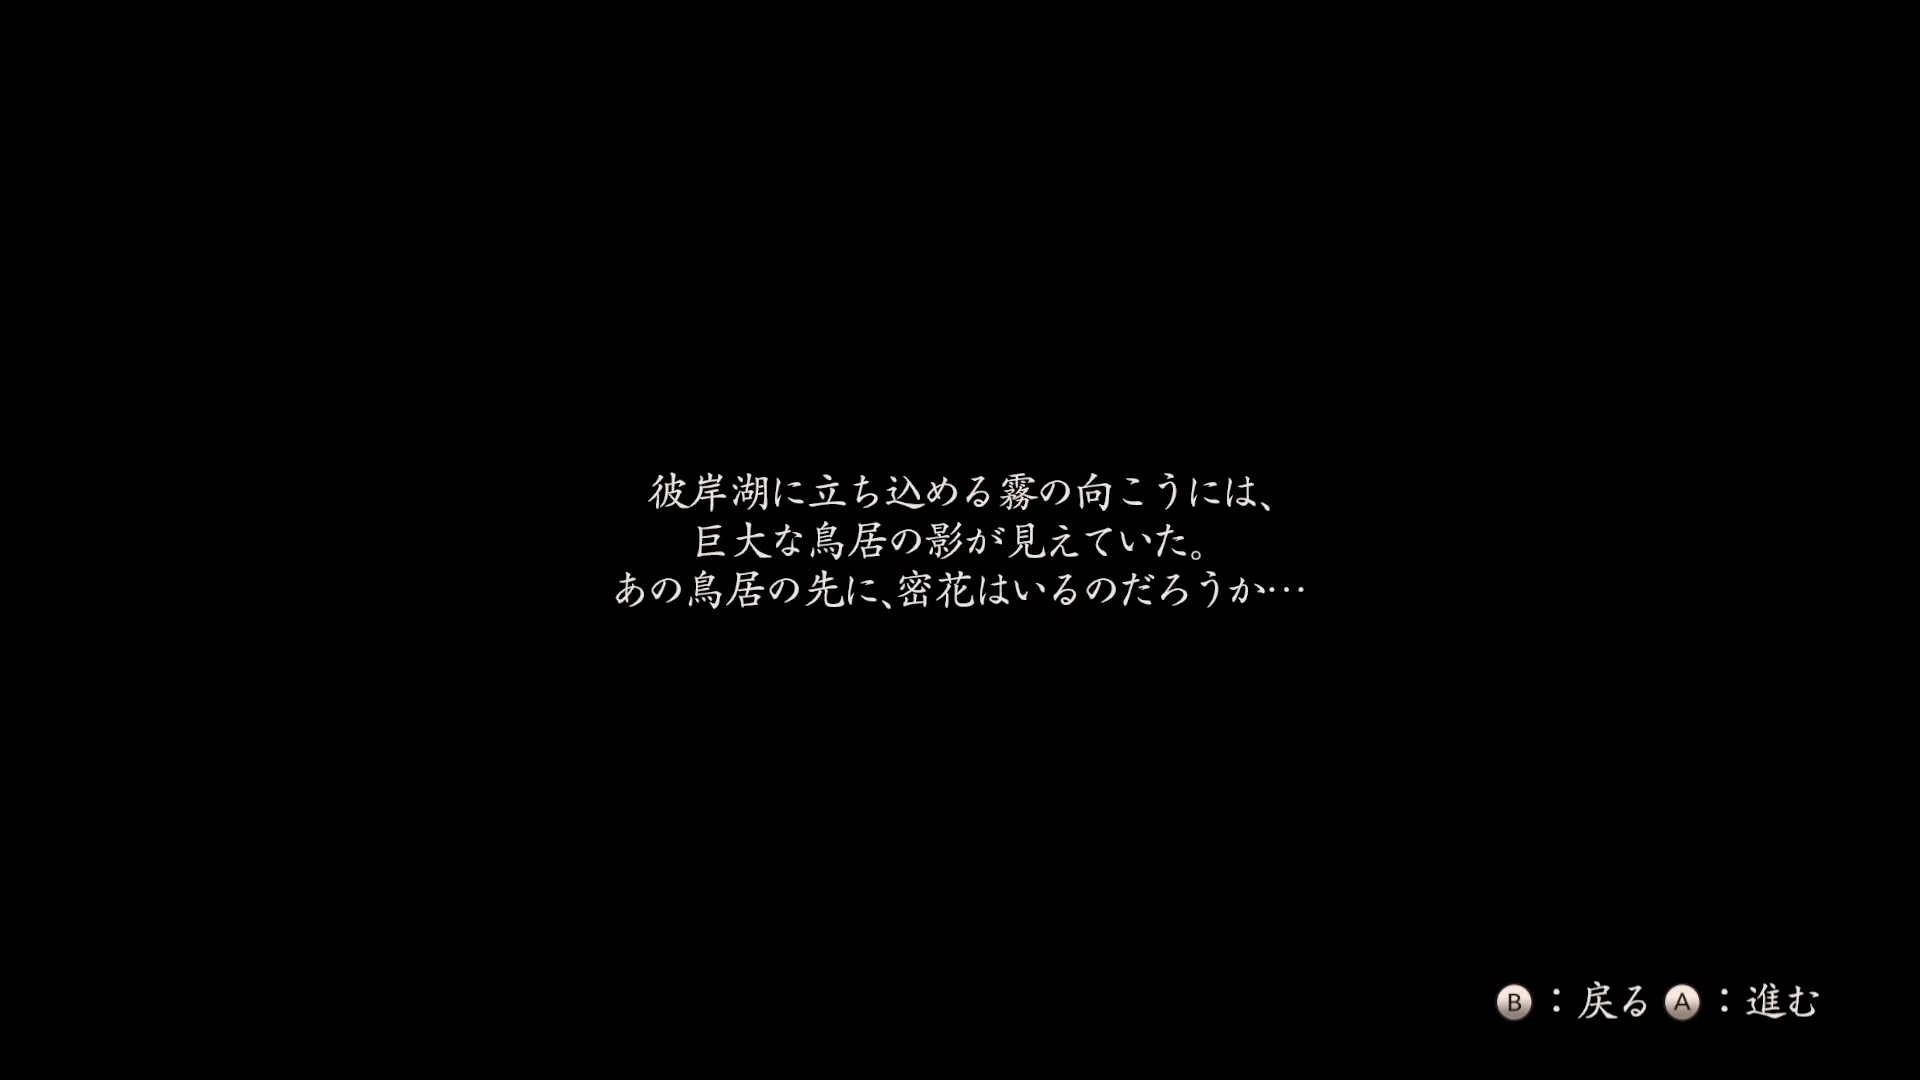 彼岸湖に立ち込める霧の向こうには、
巨大な鳥居の影が見えていた。
あの鳥居の先に、密花はいるのだろうか…
B：戻る A：進む